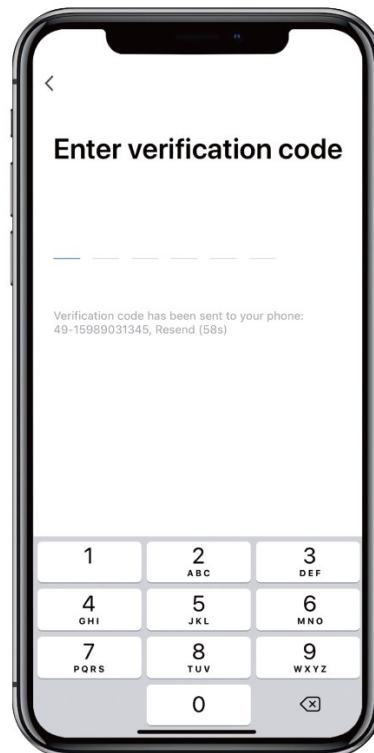 Enter verification code
Verification code has been sent to your phone:
49-15989031345, Resend (58s)
1
2
ABC
3
DEF
4
GHI
5
JKL
6
MNO
7
PQRS
8
TUV
9
WXYZ
0